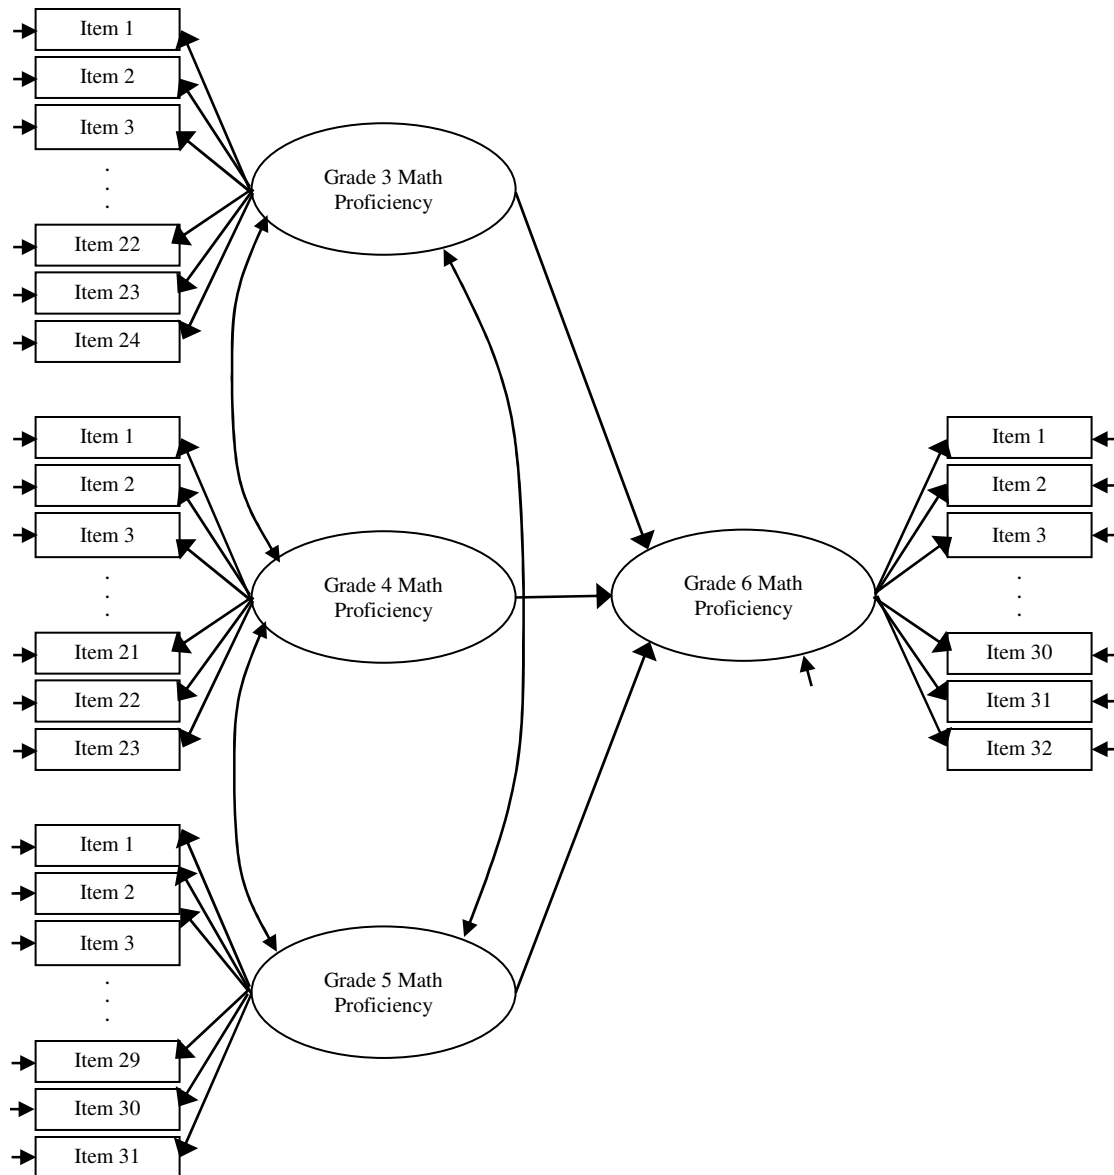 Item 1
Item 2
Item 3
.
.
.
Item 22
Item 23
Item 24
Grade 3 Math
Proficiency
Item 1
Item 2
Item 3
.
.
.
Item 21
Item 22
Item 23
Grade 4 Math
Proficiency
Item 1
Item 2
Item 3
.
.
.
Item 29
Item 30
Item 31
Grade 5 Math
Proficiency
Grade 6 Math
Proficiency
Item 1
Item 2
Item 3
.
.
.
Item 30
Item 31
Item 32